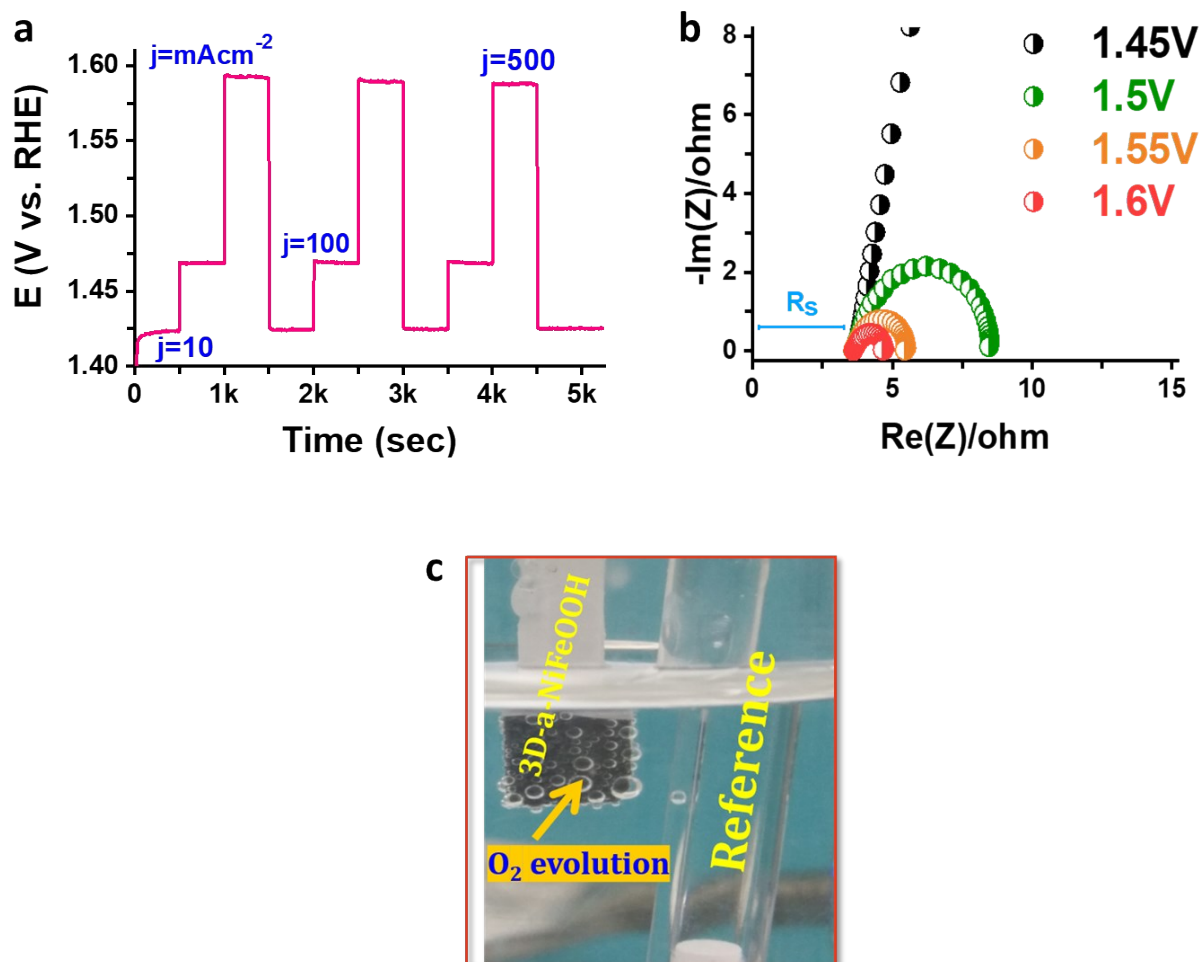 a
j=mAcm⁻²
j=500
j=100
j=10
E (V vs. RHE)
1.60
1.55
1.50
1.45
1.40
0 1k 2k 3k 4k 5k
Time (sec)
b
1.45V
1.5V
1.55V
1.6V
Rs
-Im(Z)/ohm
8
6
4
2
0
0 5 10 15
Re(Z)/ohm
c
3D-a-NiFeOOH
Reference
O₂ evolution